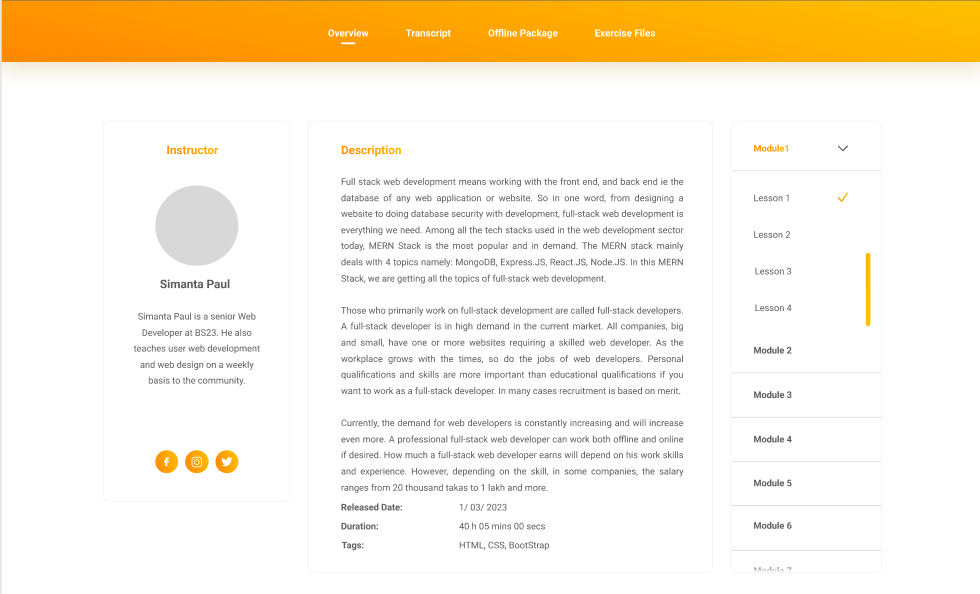 Overview Transcript Offline Package Exercise Files
Instructor
Simanta Paul
Simanta Paul is a senior Web
Developer at BS23. He also
teaches user web development
and web design on a weekly
basis to the community.
Description
Full stack web development means working with the front end, and back end ie the
database of any web application or website. So in one word, from designing a
website to doing database security with development, full-stack web development is
everything we need. Among all the tech stacks used in the web development sector
today, MERN Stack is the most popular and in demand. The MERN stack mainly
deals with 4 topics namely: MongoDB, Express.JS, React.JS, Node.JS. In this MERN
Stack, we are getting all the topics of full-stack web development.
Those who primarily work on full-stack development are called full-stack developers.
A full-stack developer is in high demand in the current market. All companies, big
and small, have one or more websites requiring a skilled web developer. As the
workplace grows with the times, so do the jobs of web developers. Personal
qualifications and skills are more important than educational qualifications if you
want to work as a full-stack developer. In many cases recruitment is based on merit.
Currently, the demand for web developers is constantly increasing and will increase
even more. A professional full-stack web developer can work both offline and online
if desired. How much a full-stack web developer earns will depend on his work skills
and experience. However, depending on the skill, in some companies, the salary
ranges from 20 thousand takas to 1 lakh and more.
Released Date: 1/ 03/ 2023
Duration: 40 h 05 mins 00 secs
Tags: HTML, CSS, BootStrap
Module1
Lesson 1
Lesson 2
Lesson 3
Lesson 4
Module 2
Module 3
Module 4
Module 5
Module 6
Module 7